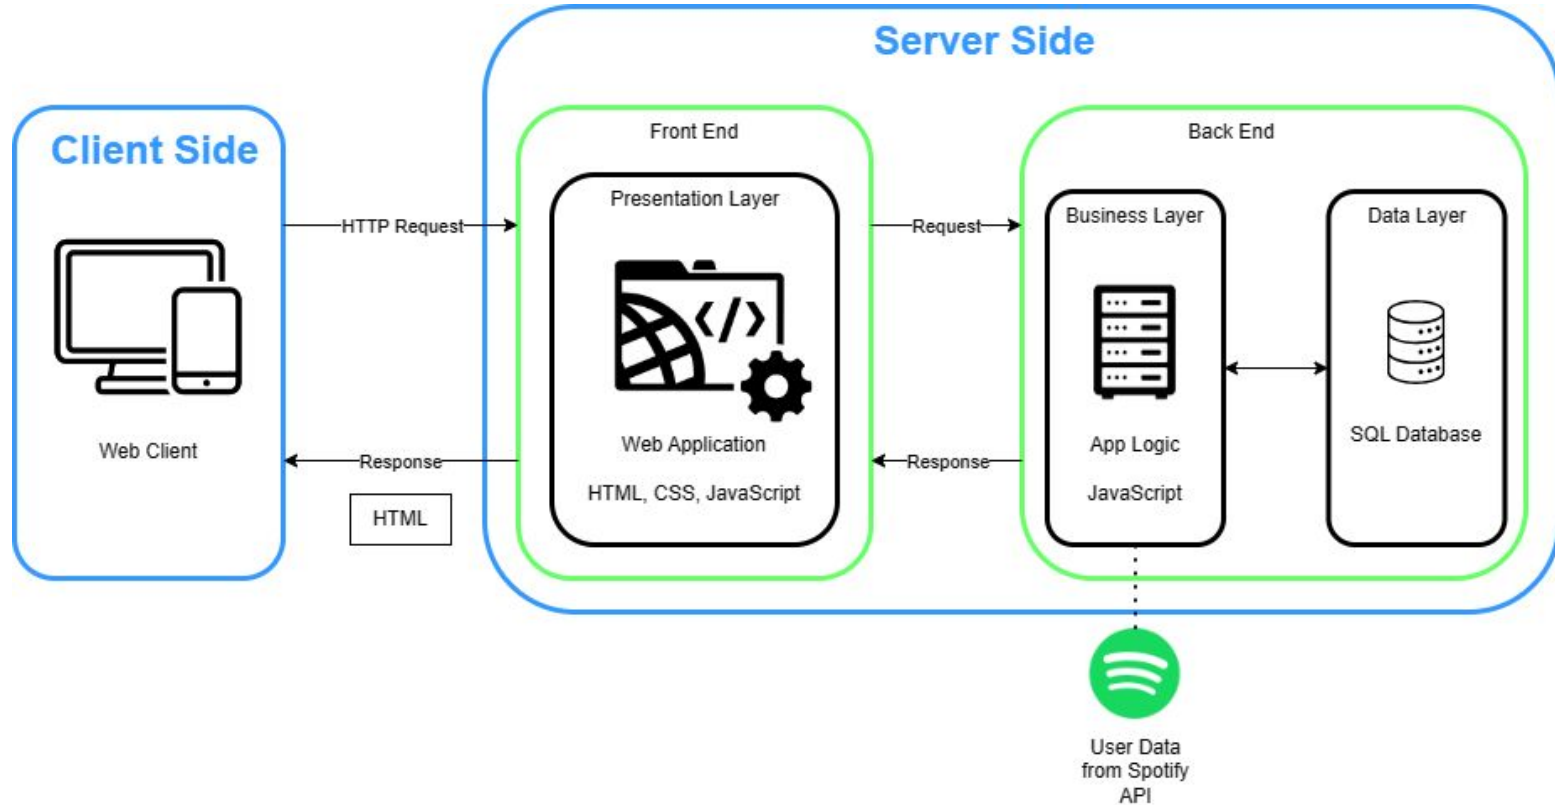 Server Side
Client Side
Front End
Back End
Presentation Layer
Business Layer
Data Layer
HTTP Request
Request
</>
Web Client
Web Application
App Logic
SQL Database
Response
Response
HTML, CSS, JavaScript
JavaScript
HTML
User Data
from Spotify
API